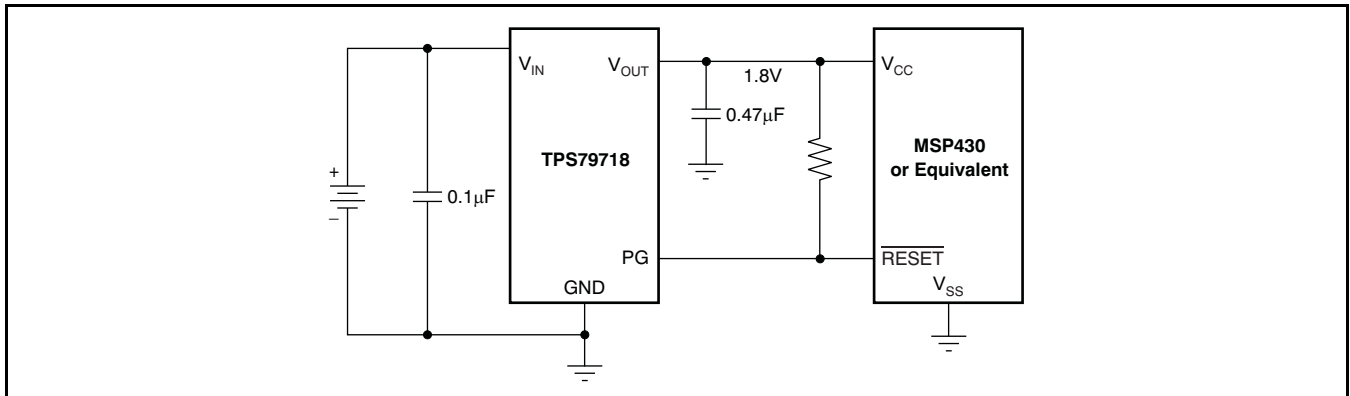 V_IN
V_OUT
1.8V
V_CC
0.47μF
TPS79718
MSP430
or Equivalent
+
–
0.1μF
PG
RESET
GND
V_SS